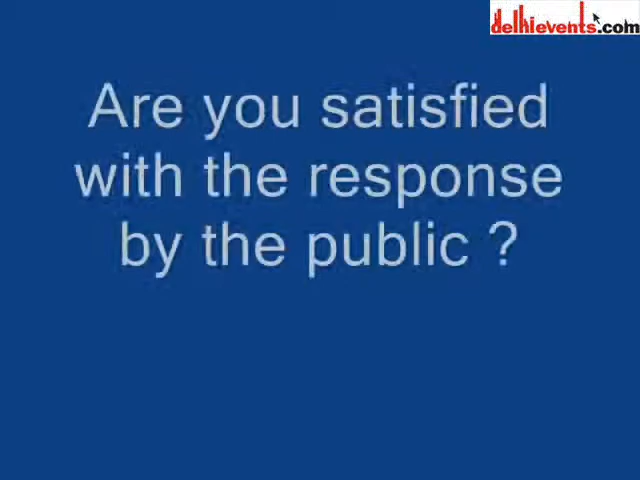 delhievents.com
Are you satisfied
with the response
by the public ?